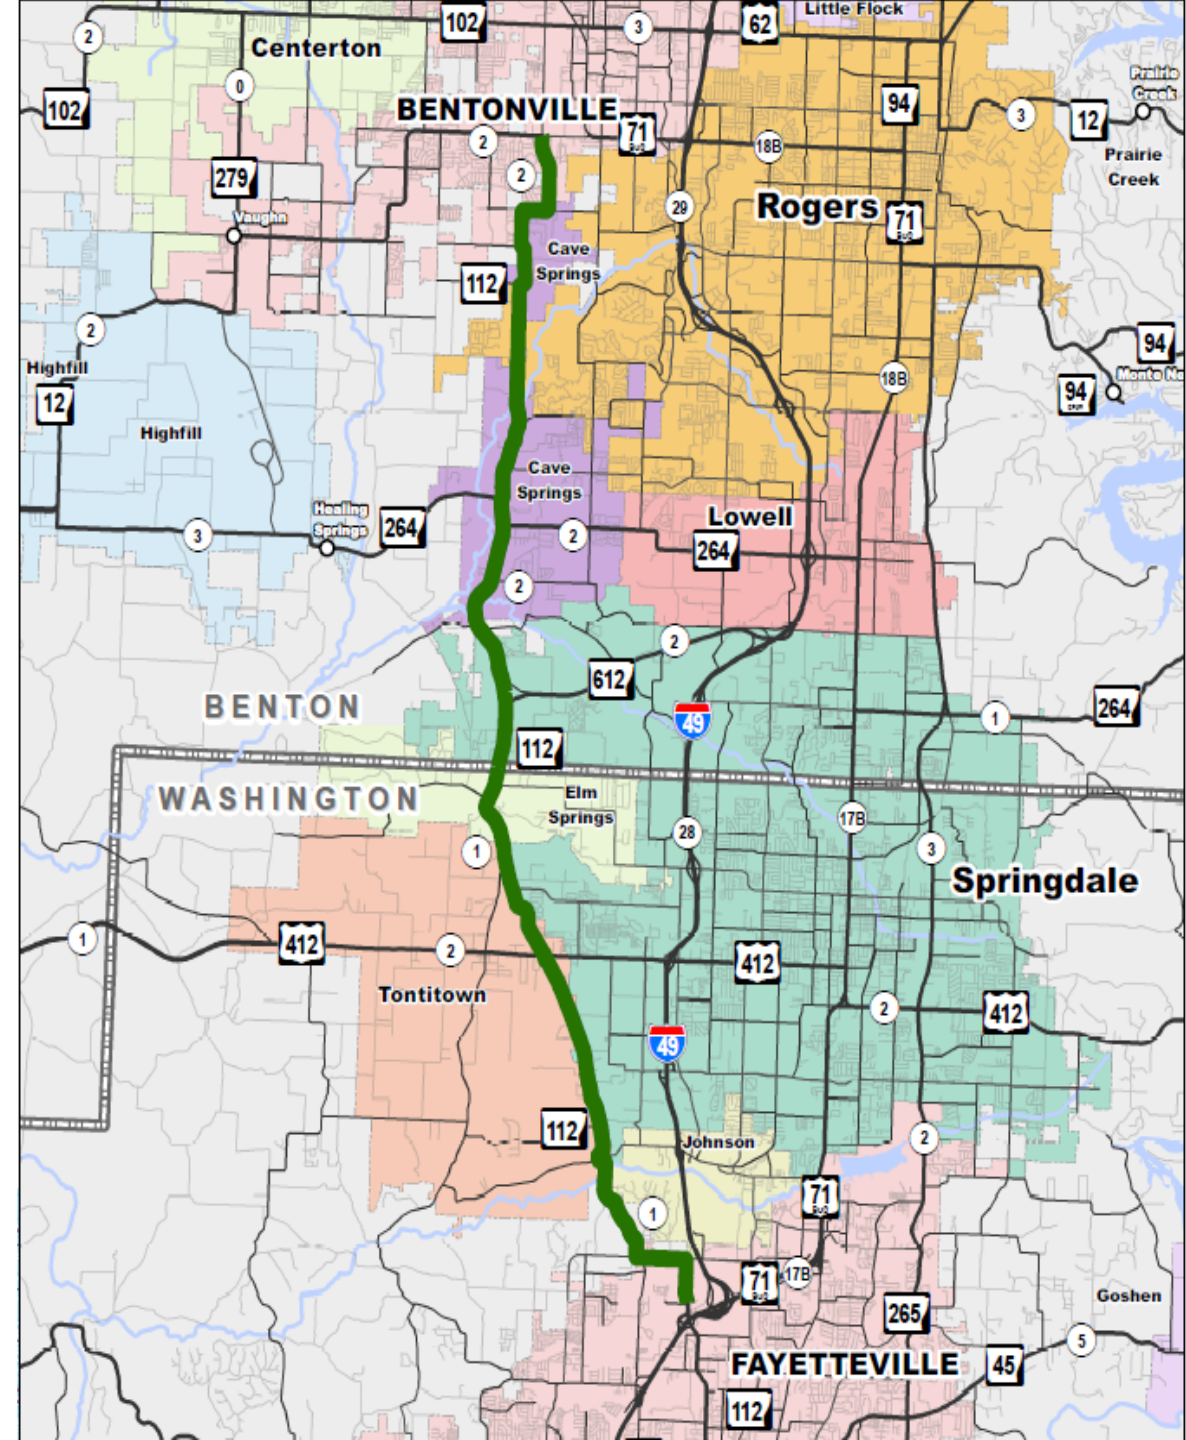 Little Flock
102
3
62
2
Centerton
0
Prairie
Creek
102
BENTONVILLE
94
3
12
71
BUS
2
18B
Prairie
Creek
279
2
29
Rogers
71
BUS
Vaughn
Cave
Springs
112
2
94
Highfill
18B
12
94
SPUR
Highfill
Cave
Springs
Healing
Springs
264
Lowell
3
2
264
2
2
612
BENTON
264
49
1
112
WASHINGTON
Elm
Springs
17B
28
1
3
Springdale
1
412
2
412
Tontitown
2
412
49
112
Johnson
2
71
BUS
1
71
BUS
17B
Goshen
265
5
FAYETTEVILLE
45
112